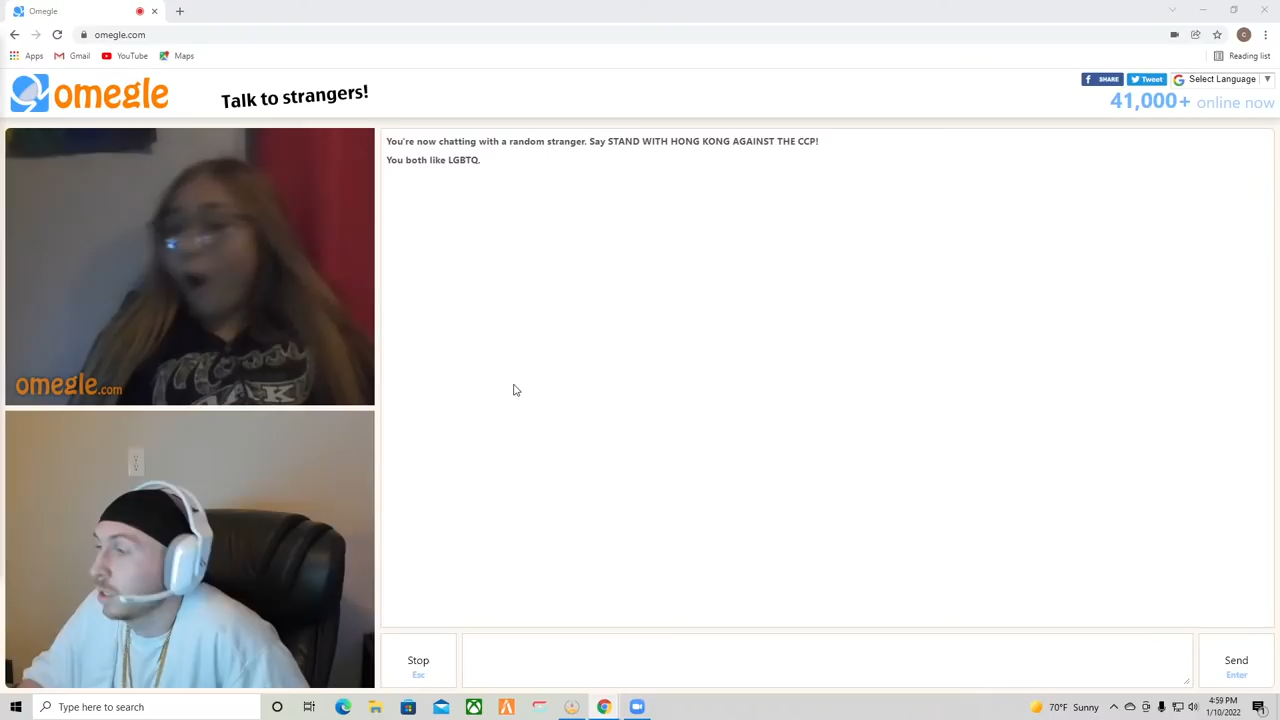 Omegle
omegle.com
Apps
Gmail
YouTube
Maps
Reading list
omegle
Talk to strangers!
SHARE
Tweet
Select Language
41,000+ online now
You're now chatting with a random stranger. Say STAND WITH HONG KONG AGAINST THE CCP!
You both like LGBTQ.
omegle.com
Stop
Esc
Send
Enter
Type here to search
70°F Sunny
4:59 PM
1/10/2022